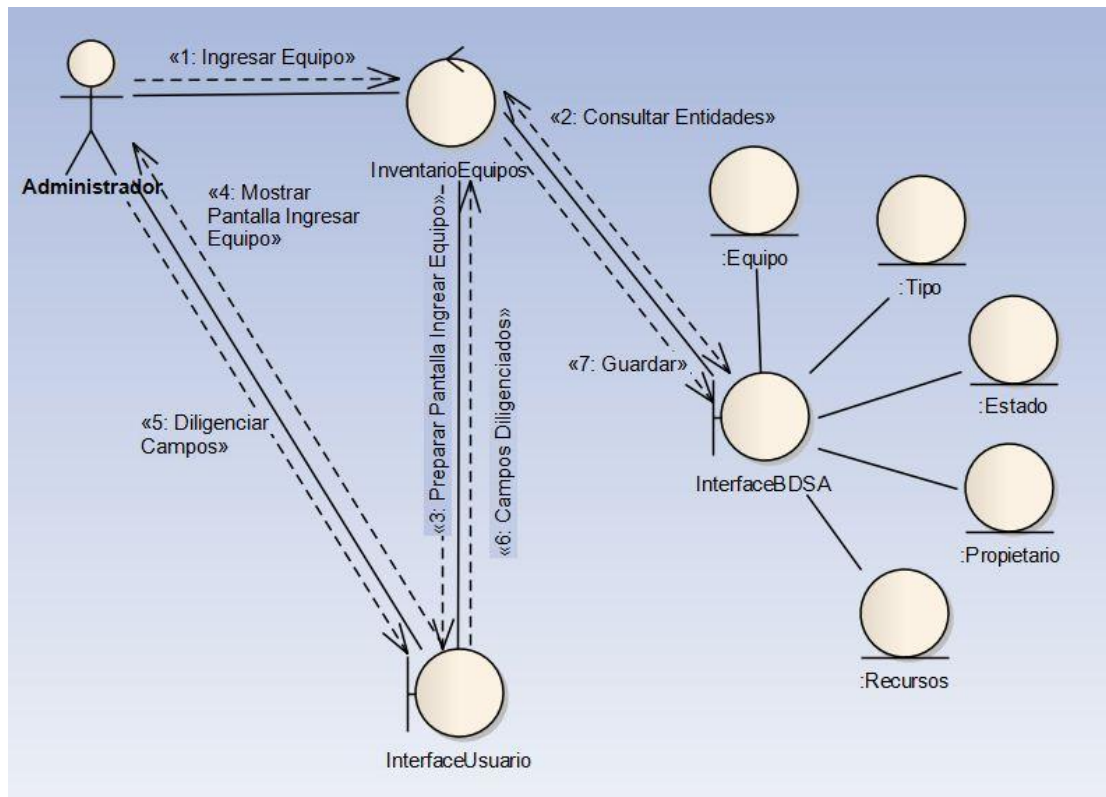 «1: Ingresar Equipo»
InventarioEquipos
«2: Consultar Entidades»
Administrador
«4: Mostrar
Pantalla Ingresar
Equipo»
«3: Preparar Pantalla Ingrear Equipo»
«6: Campos Diligenciados»
:Equipo
:Tipo
«7: Guardar»
:Estado
«5: Diligenciar
Campos»
InterfaceBDSA
:Propietario
:Recursos
InterfaceUsuario